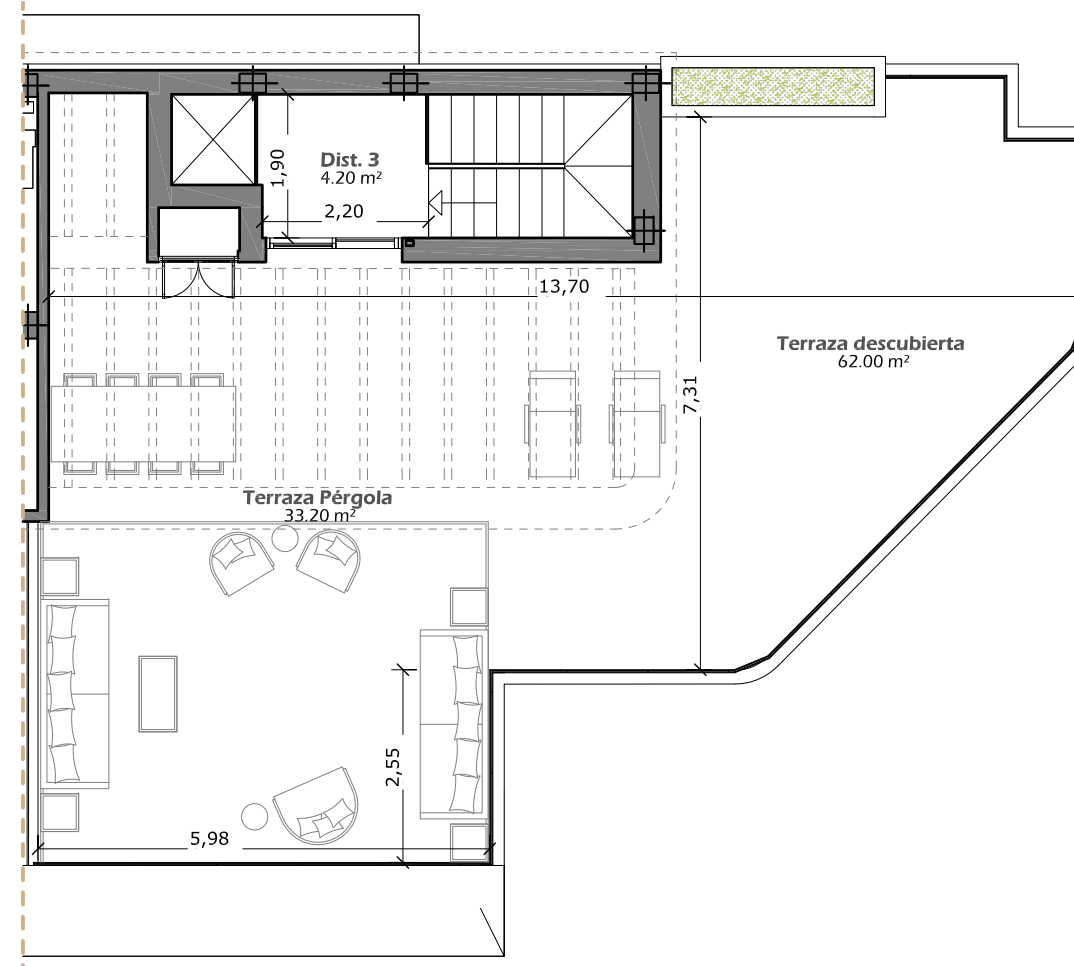 Dist. 3
4.20 m²
1,90
2,20
13,70
Terraza descubierta
62.00 m²
7,31
Terraza Pérgola
33.20 m²
2,55
5,98